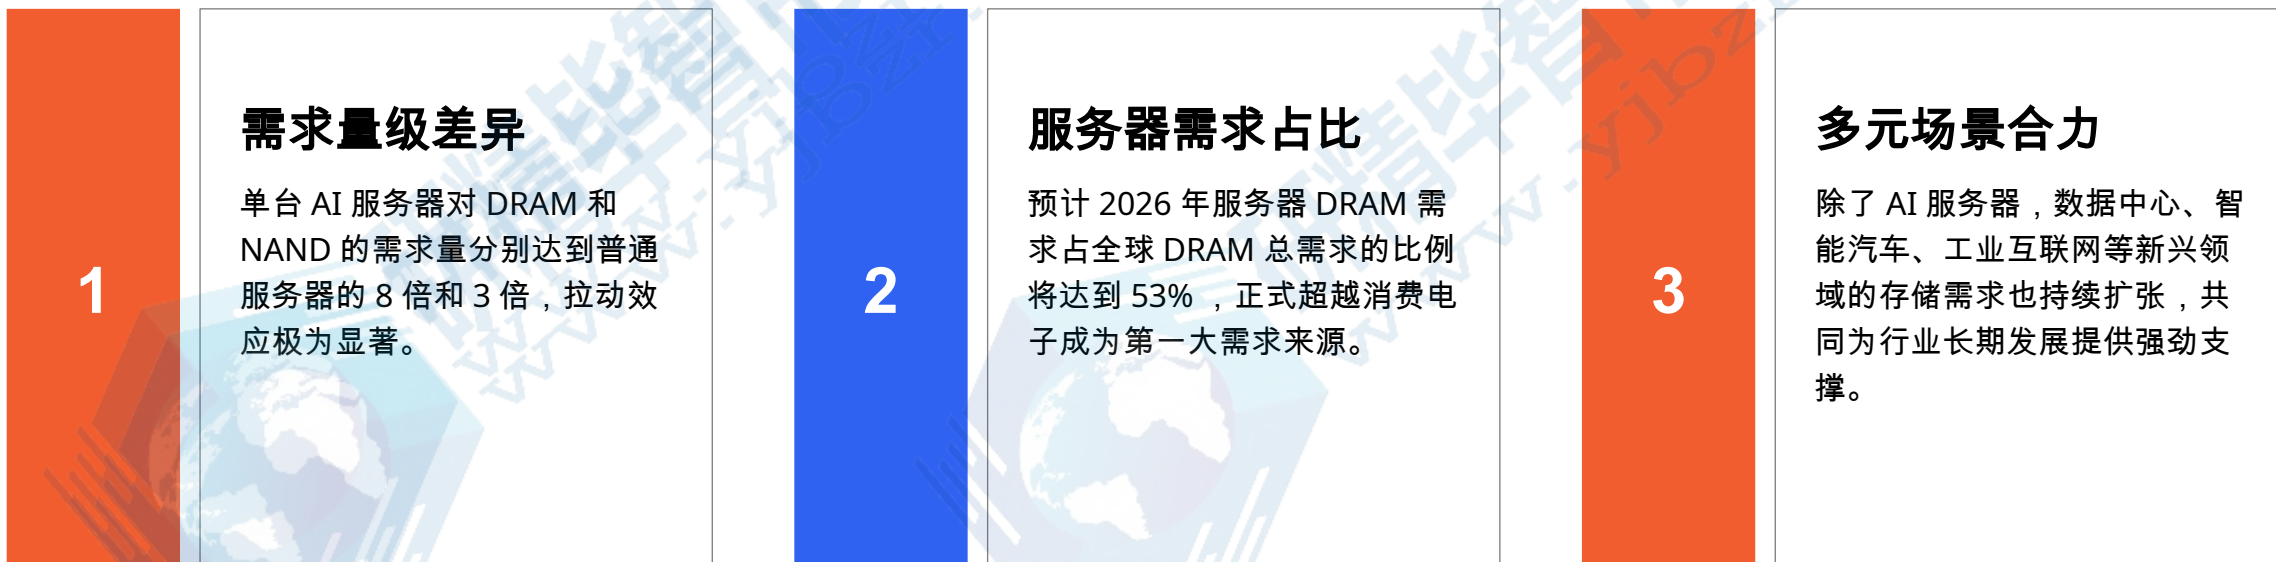 1
需求量级差异
单台 AI 服务器对 DRAM 和
NAND 的需求量分别达到普通
服务器的 8 倍和 3 倍，拉动效
应极为显著。
2
服务器需求占比
预计 2026 年服务器 DRAM 需
求占全球 DRAM 总需求的比例
将达到 53% ，正式超越消费电
子成为第一大需求来源。
3
多元场景合力
除了 AI 服务器，数据中心、智
能汽车、工业互联网等新兴领
域的存储需求也持续扩张，共
同为行业长期发展提供强劲支
撑。